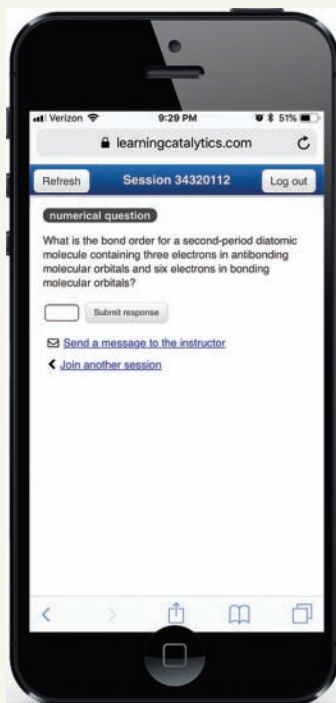 Verizon 9:29 PM 51%
learningcatalytics.com
Refresh Session 34320112 Log out
numerical question
What is the bond order for a second-period diatomic
molecule containing three electrons in antibonding
molecular orbitals and six electrons in bonding
molecular orbitals?
Submit response
Send a message to the instructor
Join another session